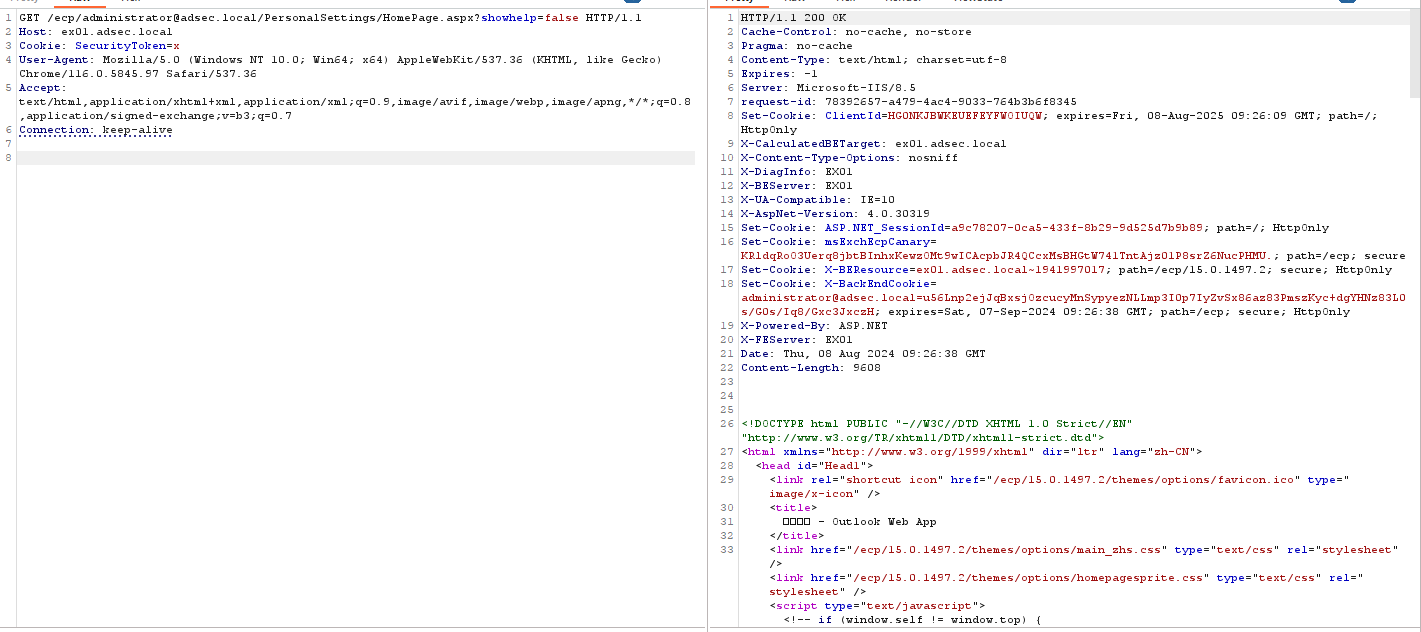 1 GET /ecp/administrator@adsec.local/PersonalSettings/HomePage.aspx?showhelp=false HTTP/1.1
2 Host: ex01.adsec.local
3 Cookie: SecurityToken=x
4 User-Agent: Mozilla/5.0 (Windows NT 10.0; Win64; x64) AppleWebKit/537.36 (KHTML, like Gecko)
Chrome/116.0.5845.97 Safari/537.36
5 Accept:
text/html,application/xhtml+xml,application/xml;q=0.9,image/avif,image/webp,image/apng,*/*;q=0.8
,application/signed-exchange;v=b3;q=0.7
6 Connection: keep-alive
7
8
1 HTTP/1.1 200 OK
2 Cache-Control: no-cache, no-store
3 Pragma: no-cache
4 Content-Type: text/html; charset=utf-8
5 Expires: -1
6 Server: Microsoft-IIS/8.5
7 request-id: 78392657-a479-4ac4-9033-764b3b6f8345
8 Set-Cookie: ClientId=HGONKJBWKEUEFEYFWOIUQW; expires=Fri, 08-Aug-2025 09:26:09 GMT; path=/;
HttpOnly
9 X-CalculatedBETarget: ex01.adsec.local
10 X-Content-Type-Options: nosniff
11 X-DiagInfo: EX01
12 X-BEServer: EX01
13 X-UA-Compatible: IE=10
14 X-AspNet-Version: 4.0.30319
15 Set-Cookie: ASP.NET_SessionId=a9c78207-0ca5-433f-8b29-9d525d7b9b89; path=/; HttpOnly
16 Set-Cookie: msExchEcpCanary=
KRldqRoO3Uerq8jbtBInhxKewz0Mt9wICAcpbJR4QCcxMsBHGtW741TntAjz01P8srZ6NucPHMU.; path=/ecp; secure
17 Set-Cookie: X-BEResource=ex01.adsec.local~1941997017; path=/ecp/15.0.1497.2; secure; HttpOnly
18 Set-Cookie: X-BackEndCookie=
administrator@adsec.local=u56Lnp2ejJqBxsjOzcucyMnSypyezNLLmp3IOp7IyZvSx86az83PmszKyc+dgYHNz83L0
s/G0s/Iq8/Gxc3JxczH; expires=Sat, 07-Sep-2024 09:26:38 GMT; path=/ecp; secure; HttpOnly
19 X-Powered-By: ASP.NET
20 X-FEServer: EX01
21 Date: Thu, 08 Aug 2024 09:26:38 GMT
22 Content-Length: 9608
23
24
25
26 <!DOCTYPE html PUBLIC "-//W3C//DTD XHTML 1.0 Strict//EN"
"http://www.w3.org/TR/xhtml1/DTD/xhtml1-strict.dtd">
27 <html xmlns="http://www.w3.org/1999/xhtml" dir="ltr" lang="zh-CN">
28 <head id="Head1">
29 <link rel="shortcut icon" href="/ecp/15.0.1497.2/themes/options/favicon.ico" type="
image/x-icon" />
30 <title>
31 □□□□ - Outlook Web App
32 </title>
33 <link href="/ecp/15.0.1497.2/themes/options/main_zhs.css" type="text/css" rel="stylesheet"
/>
<link href="/ecp/15.0.1497.2/themes/options/homepagesprite.css" type="text/css" rel="
stylesheet" />
<script type="text/javascript">
<!-- if (window.self != window.top) {